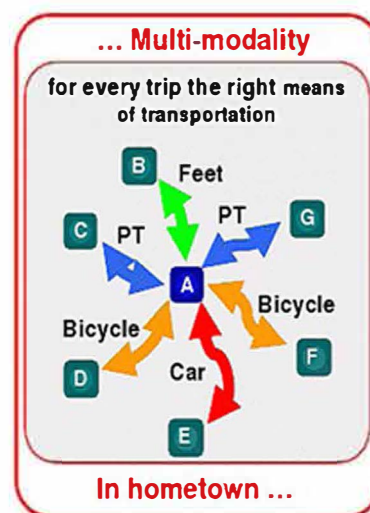 ... Multi-modality
for every trip the right means
of transportation
B
Feet
PT
G
C
PT
A
Bicycle
Bicycle
D
Car
F
E
In hometown ...